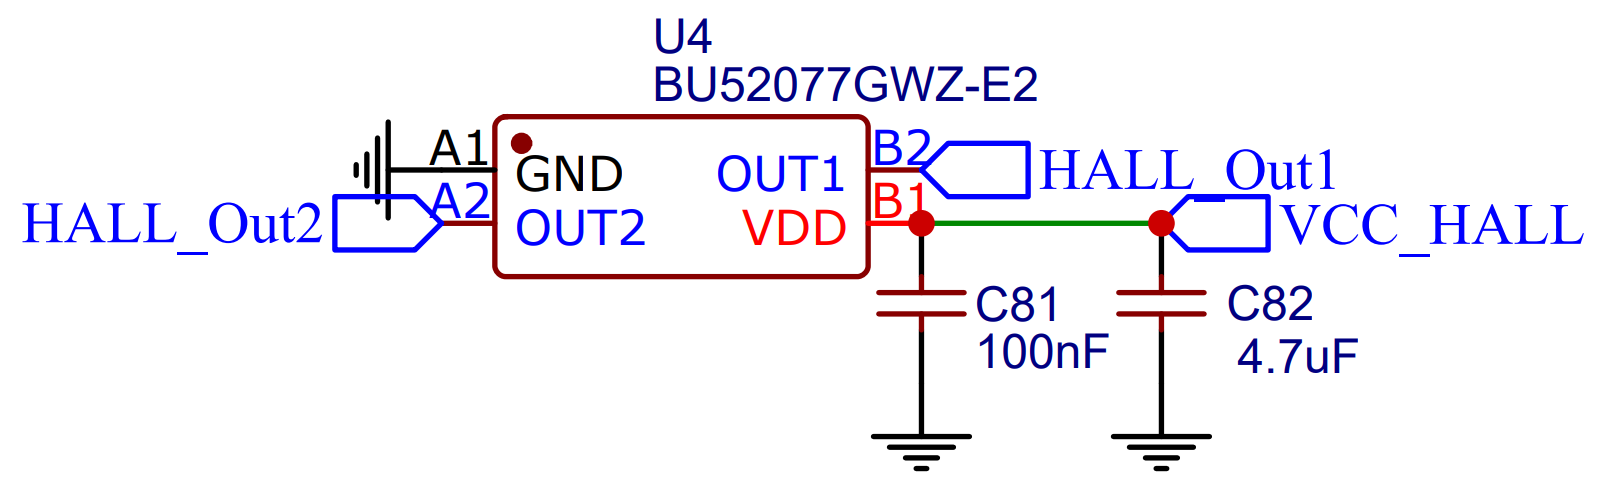 U4
BU52077GWZ-E2
A1
GND
OUT1
B2
HALL_Out1
HALL_Out2
A2
OUT2
VDD
B1
VCC_HALL
C81
100nF
C82
4.7uF